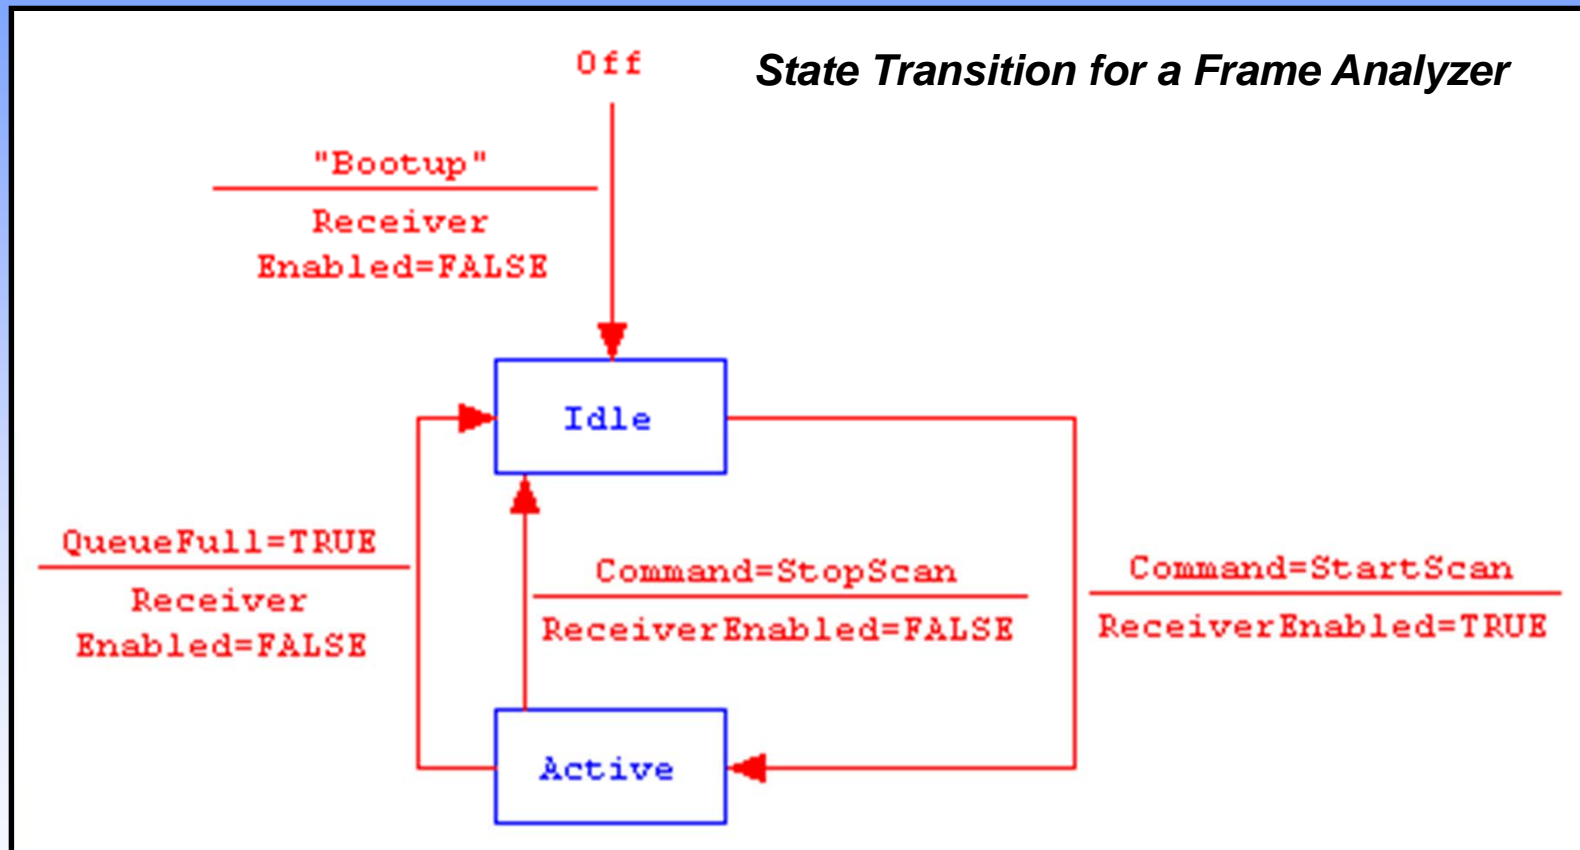 Off
State Transition for a Frame Analyzer
"Bootup"
Receiver
Enabled=FALSE
Idle
QueueFull=TRUE
Receiver
Enabled=FALSE
Command=StopScan
ReceiverEnabled=FALSE
Command=StartScan
ReceiverEnabled=TRUE
Active